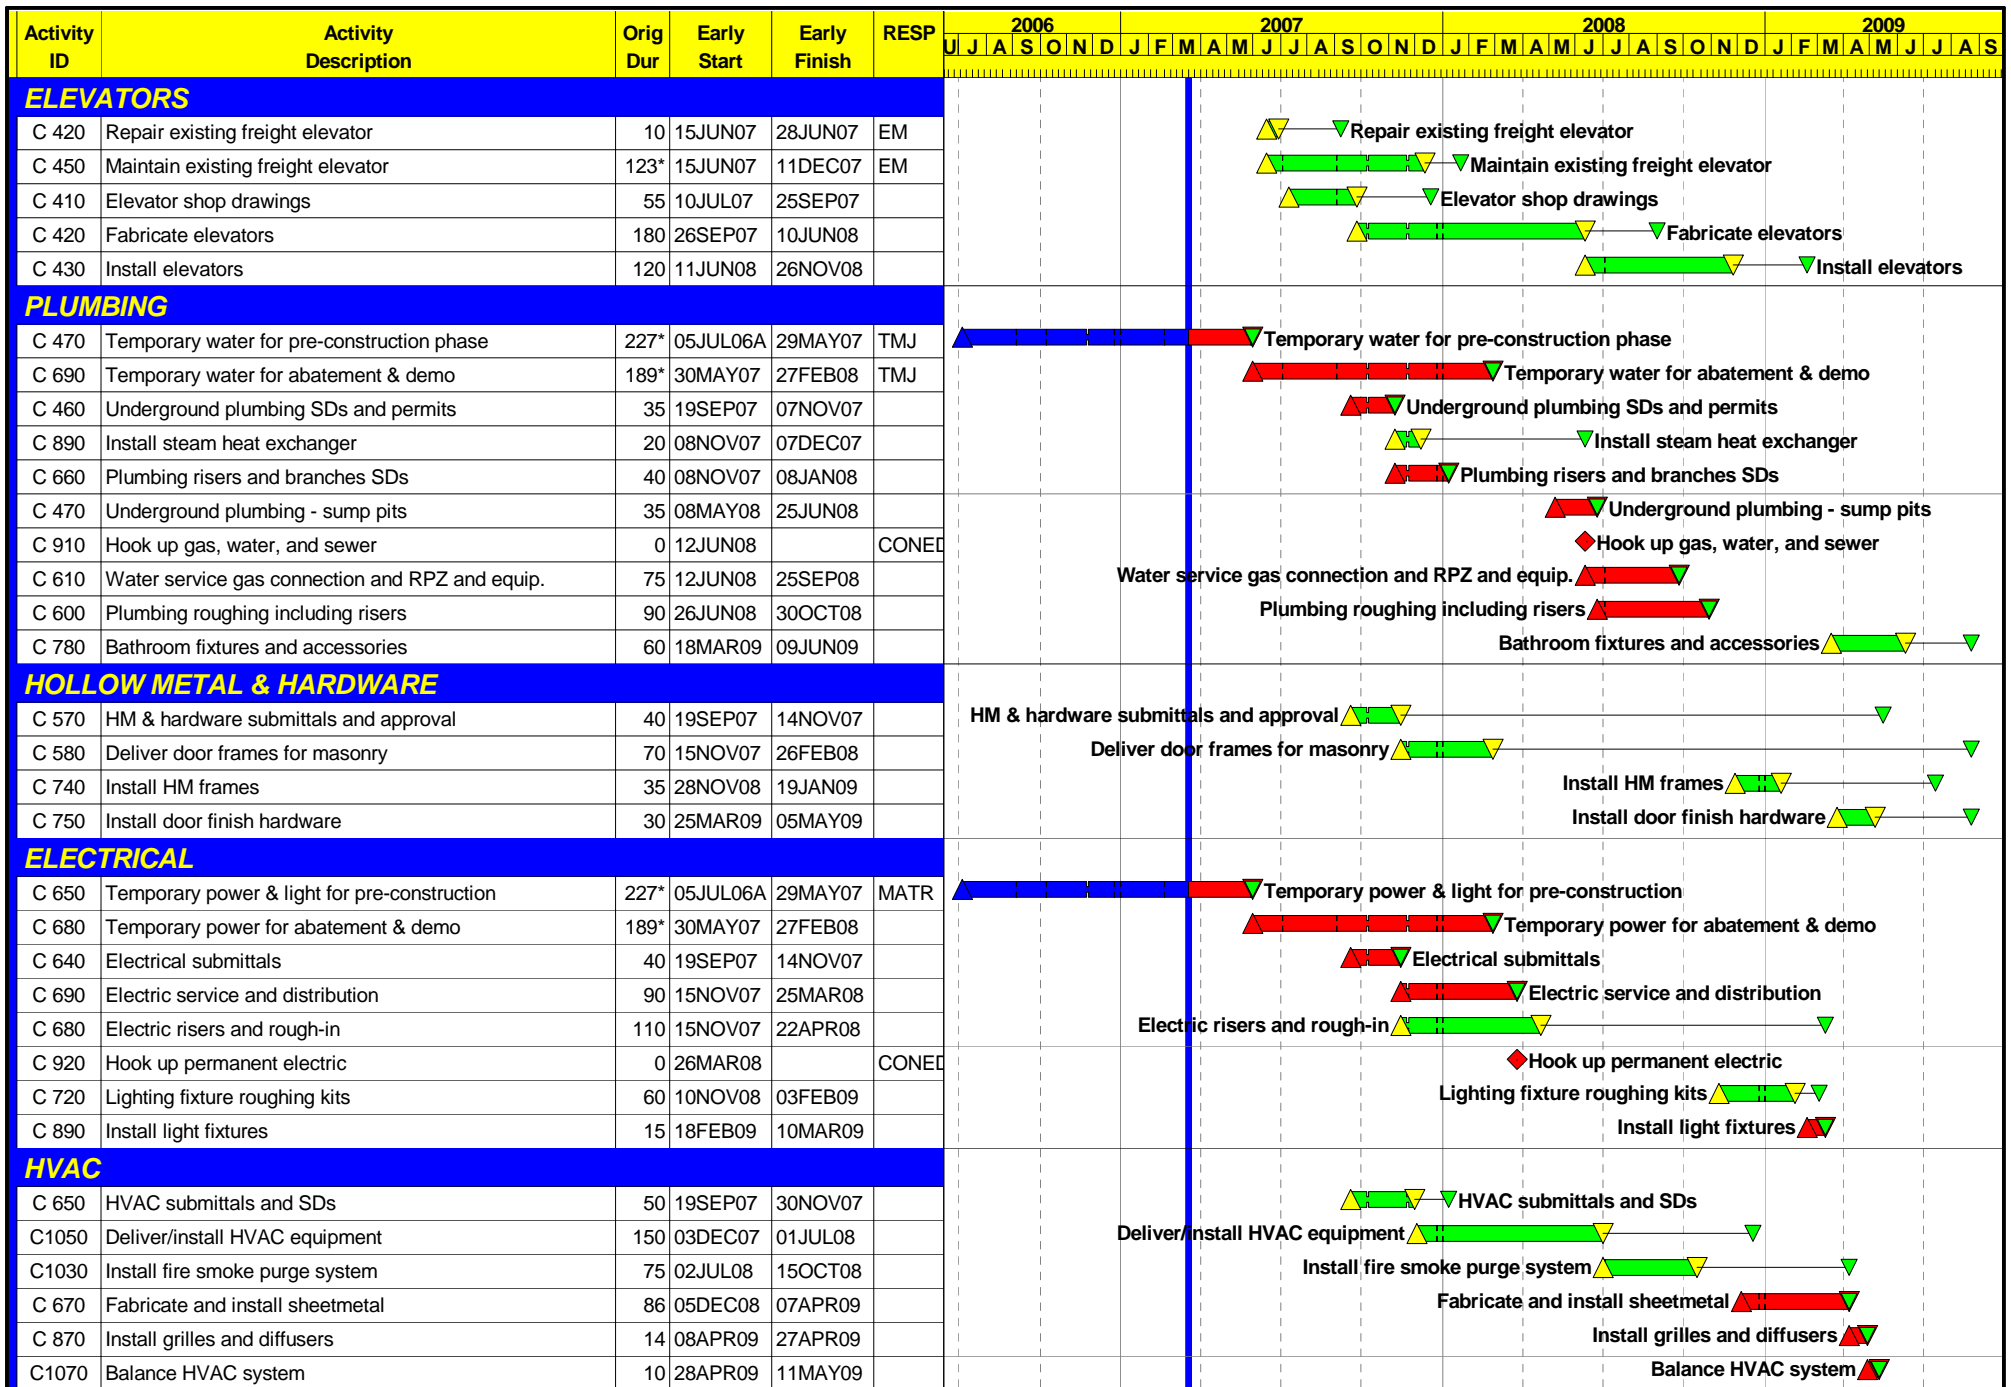 Activity ID Activity Description Orig Dur Early Start Early Finish RESP 2006 2007 2008 2009
U J A S O N D J F M A M J J A S O N D J F M A M J J A S O N D J F M A M J J A S
ELEVATORS
C 420 Repair existing freight elevator 10 15JUN07 28JUN07 EM Repair existing freight elevator
C 450 Maintain existing freight elevator 123* 15JUN07 11DEC07 EM Maintain existing freight elevator
C 410 Elevator shop drawings 55 10JUL07 25SEP07 Elevator shop drawings
C 420 Fabricate elevators 180 26SEP07 10JUN08 Fabricate elevators
C 430 Install elevators 120 11JUN08 26NOV08 Install elevators
PLUMBING
C 470 Temporary water for pre-construction phase 227* 05JUL06A 29MAY07 TMJ Temporary water for pre-construction phase
C 690 Temporary water for abatement & demo 189* 30MAY07 27FEB08 TMJ Temporary water for abatement & demo
C 460 Underground plumbing SDs and permits 35 19SEP07 07NOV07 Underground plumbing SDs and permits
C 890 Install steam heat exchanger 20 08NOV07 07DEC07 Install steam heat exchanger
C 660 Plumbing risers and branches SDs 40 08NOV07 08JAN08 Plumbing risers and branches SDs
C 470 Underground plumbing - sump pits 35 08MAY08 25JUN08 Underground plumbing - sump pits
C 910 Hook up gas, water, and sewer 0 12JUN08 CONED Hook up gas, water, and sewer
C 610 Water service gas connection and RPZ and equip. 75 12JUN08 25SEP08 Water service gas connection and RPZ and equip.
C 600 Plumbing roughing including risers 90 26JUN08 30OCT08 Plumbing roughing including risers
C 780 Bathroom fixtures and accessories 60 18MAR09 09JUN09 Bathroom fixtures and accessories
HOLLOW METAL & HARDWARE
C 570 HM & hardware submittals and approval 40 19SEP07 14NOV07 HM & hardware submittals and approval
C 580 Deliver door frames for masonry 70 15NOV07 26FEB08 Deliver door frames for masonry
C 740 Install HM frames 35 28NOV08 19JAN09 Install HM frames
C 750 Install door finish hardware 30 25MAR09 05MAY09 Install door finish hardware
ELECTRICAL
C 650 Temporary power & light for pre-construction 227* 05JUL06A 29MAY07 MATR Temporary power & light for pre-construction
C 680 Temporary power for abatement & demo 189* 30MAY07 27FEB08 Temporary power for abatement & demo
C 640 Electrical submittals 40 19SEP07 14NOV07 Electrical submittals
C 690 Electric service and distribution 90 15NOV07 25MAR08 Electric service and distribution
C 680 Electric risers and rough-in 110 15NOV07 22APR08 Electric risers and rough-in
C 920 Hook up permanent electric 0 26MAR08 CONED Hook up permanent electric
C 720 Lighting fixture roughing kits 60 10NOV08 03FEB09 Lighting fixture roughing kits
C 890 Install light fixtures 15 18FEB09 10MAR09 Install light fixtures
HVAC
C 650 HVAC submittals and SDs 50 19SEP07 30NOV07 HVAC submittals and SDs
C1050 Deliver/install HVAC equipment 150 03DEC07 01JUL08 Deliver/install HVAC equipment
C1030 Install fire smoke purge system 75 02JUL08 15OCT08 Install fire smoke purge system
C 670 Fabricate and install sheetmetal 86 05DEC08 07APR09 Fabricate and install sheetmetal
C 870 Install grilles and diffusers 14 08APR09 27APR09 Install grilles and diffusers
C1070 Balance HVAC system 10 28APR09 11MAY09 Balance HVAC system